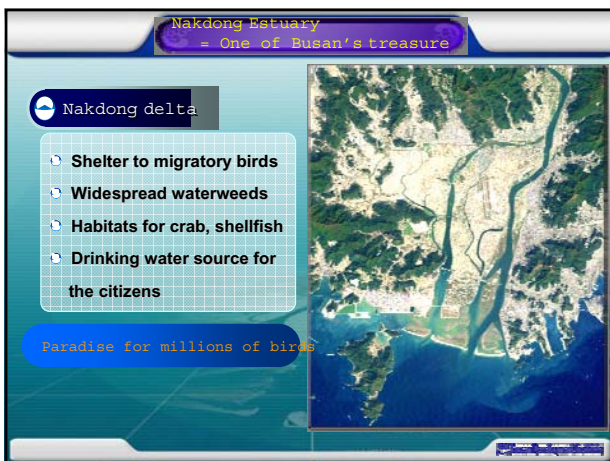 Nakdong Estuary
= One of Busan's treasure
Nakdong delta
Shelter to migratory birds
Widespread waterweeds
Habitats for crab, shellfish
Drinking water source for
the citizens
Paradise for millions of birds